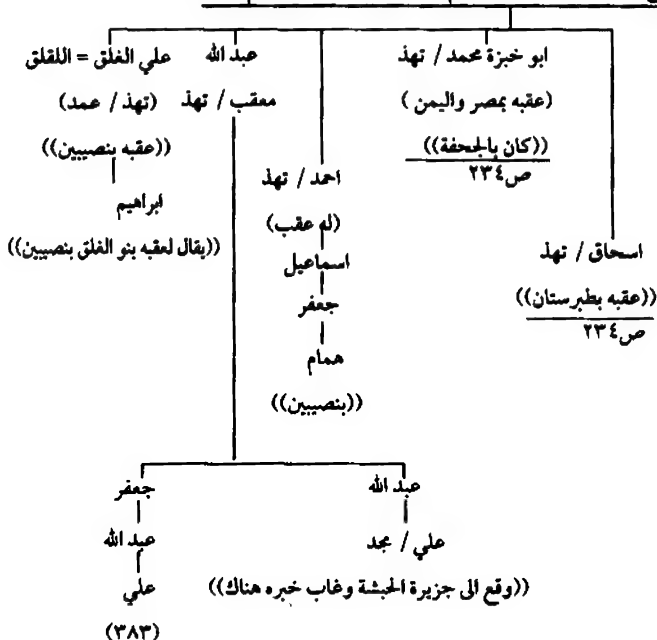 ابو خبزة محمد / تهذ
(عقبه بمصر واليمن )
((كان بالجحفة))
ص٢٣٤
عبد الله
معقب / تهذ
علي الغلق = اللقلق
(تهذ / عمد)
((عقبه بنصيبين))
ابراهيم
((يقال لعقبه بنو الغلق بنصيبين))
احمد / تهذ
(له عقب)
اسماعيل
جعفر
همام
((بنصيبين))
اسحاق / تهذ
((عقبه بطبرستان))
ص٢٣٤
عبد الله
علي / مجد
((وقع الى جزيرة الحبشة وغاب خبره هناك))
جعفر
عبد الله
علي
(٣٨٣)